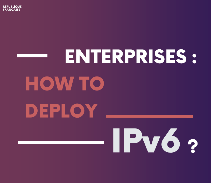 ENTERPRISES :
HOW TO
DEPLOY
IPv6 ?